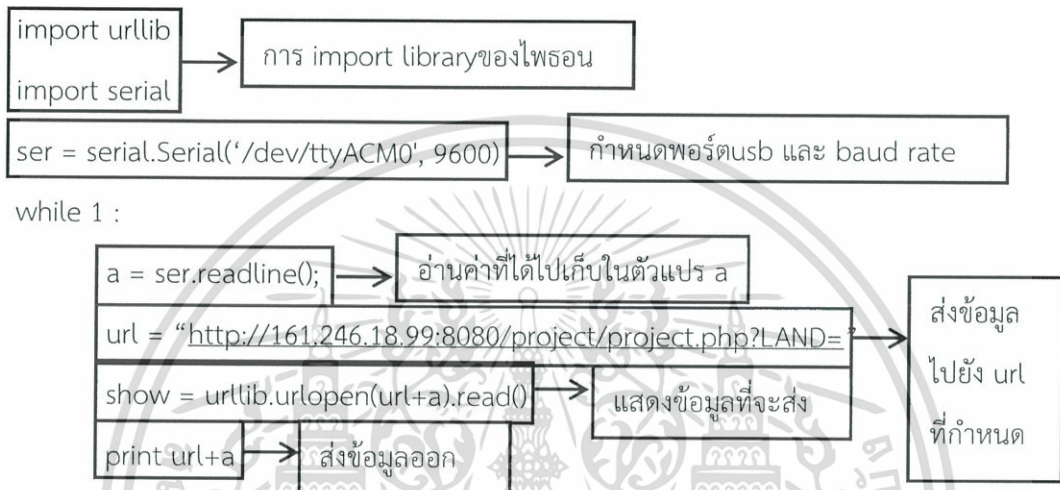 import urllib
import serial
การ import libraryของไพธอน
ser = serial.Serial('/dev/ttyACM0', 9600)
กำหนดพอร์ตusb และ baud rate
while 1 :
a = ser.readline();
อ่านค่าที่ได้ไปเก็บในตัวแปร a
url = “http://161.246.18.99:8080/project/project.php?LAND=”
ส่งข้อมูล
ไปยัง url
ที่กำหนด
show = urllib.urlopen(url+a).read()
แสดงข้อมูลที่จะส่ง
print url+a
ส่งข้อมูลออก